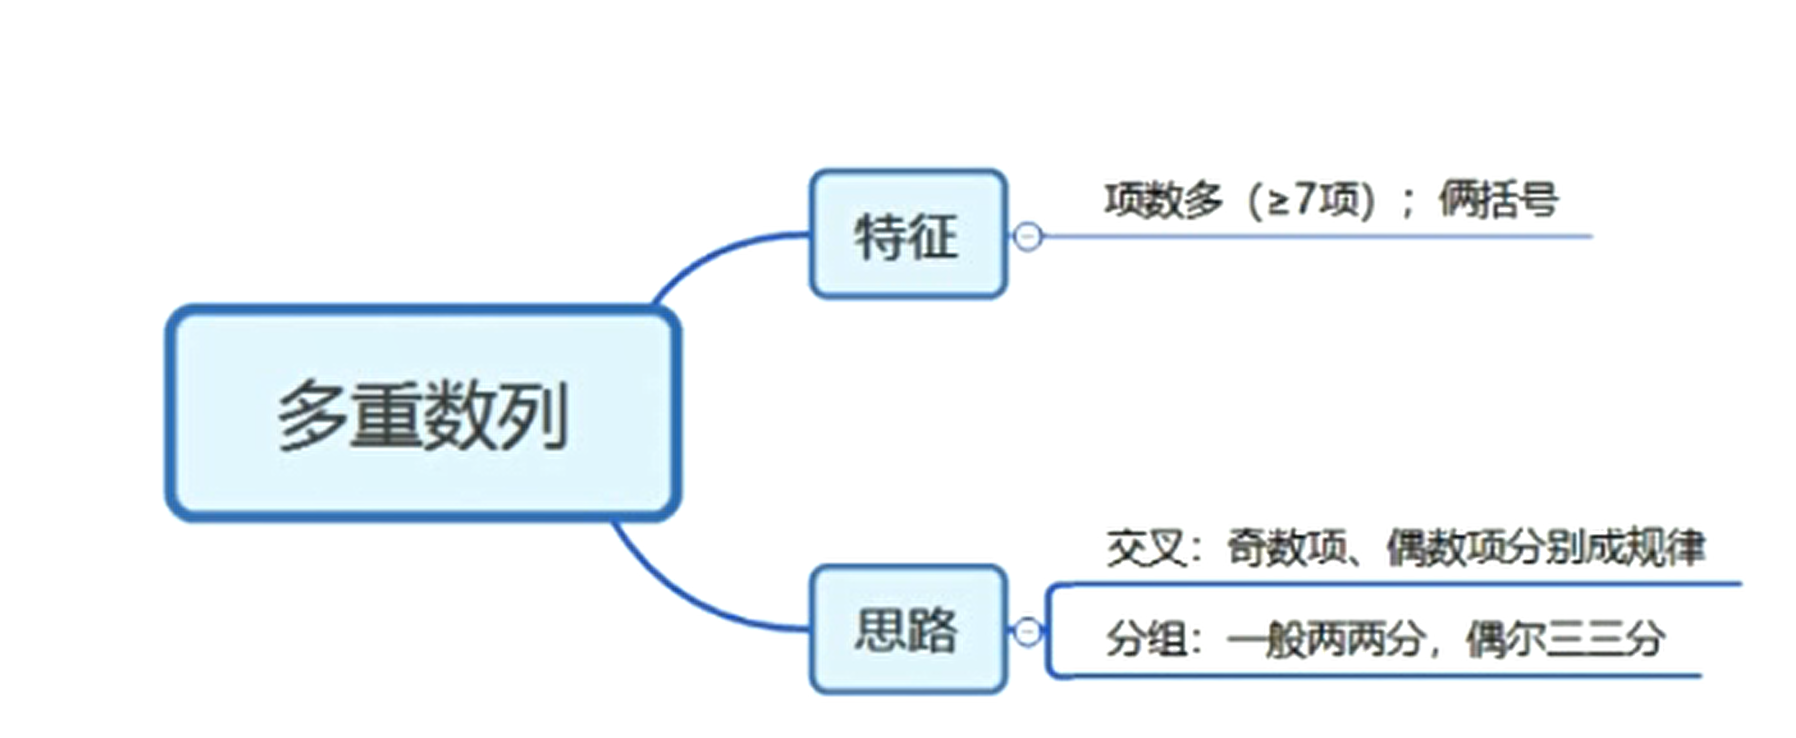 特征
项数多（≥7项）；俩括号
多重数列
思路
交叉：奇数项、偶数项分别成规律
分组：一般两两分，偶尔三三分